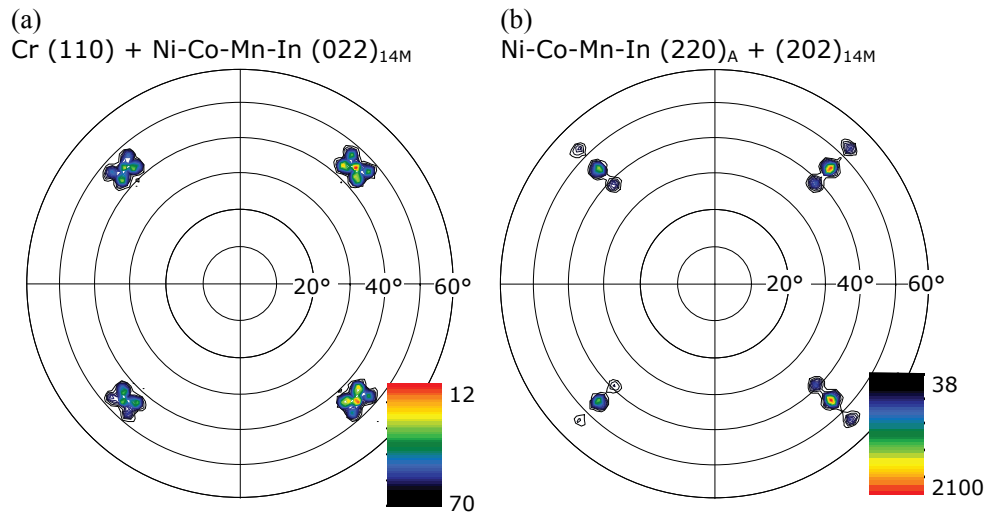 (a)
Cr (110) + Ni-Co-Mn-In (022)14M
20° 40° 60°
12
70
(b)
Ni-Co-Mn-In (220)A + (202)14M
20° 40° 60°
38
2100